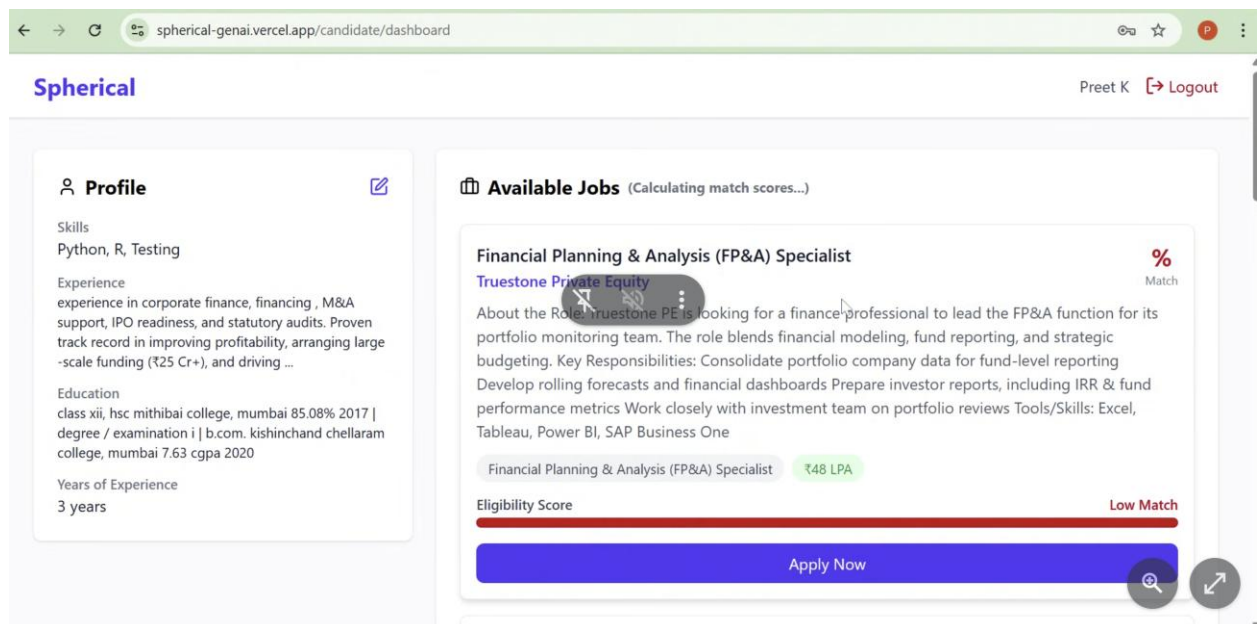 spherical-genai.vercel.app/candidate/dashboard
P
Spherical
Preet K
Logout
Profile
Skills
Python, R, Testing
Experience
experience in corporate finance, financing , M&A
support, IPO readiness, and statutory audits. Proven
track record in improving profitability, arranging large
-scale funding (₹25 Cr+), and driving ...
Education
class xii, hsc mithibai college, mumbai 85.08% 2017 |
degree / examination i | b.com. kishinchand chellaram
college, mumbai 7.63 cgpa 2020
Years of Experience
3 years
Available Jobs (Calculating match scores...)
Financial Planning & Analysis (FP&A) Specialist
%
Truestone Private Equity
Match
About the Role: Truestone PE is looking for a finance professional to lead the FP&A function for its
portfolio monitoring team. The role blends financial modeling, fund reporting, and strategic
budgeting. Key Responsibilities: Consolidate portfolio company data for fund-level reporting
Develop rolling forecasts and financial dashboards Prepare investor reports, including IRR & fund
performance metrics Work closely with investment team on portfolio reviews Tools/Skills: Excel,
Tableau, Power BI, SAP Business One
Financial Planning & Analysis (FP&A) Specialist
₹48 LPA
Eligibility Score
Low Match
Apply Now